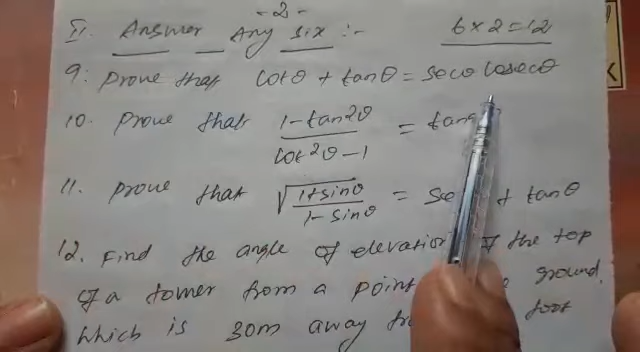 -2-
II. Answer Any six :- 6 x 2 = 12
9. Prove that cotθ + tanθ = secθ cosecθ
10. Prove that (1-tan²θ)/(cot²θ-1) = tan
11. Prove that √((1+sinθ)/(1-sinθ)) = sec + tanθ
12. Find the angle of elevation of the top
of a tower from a point ground.
which is 30m away foot